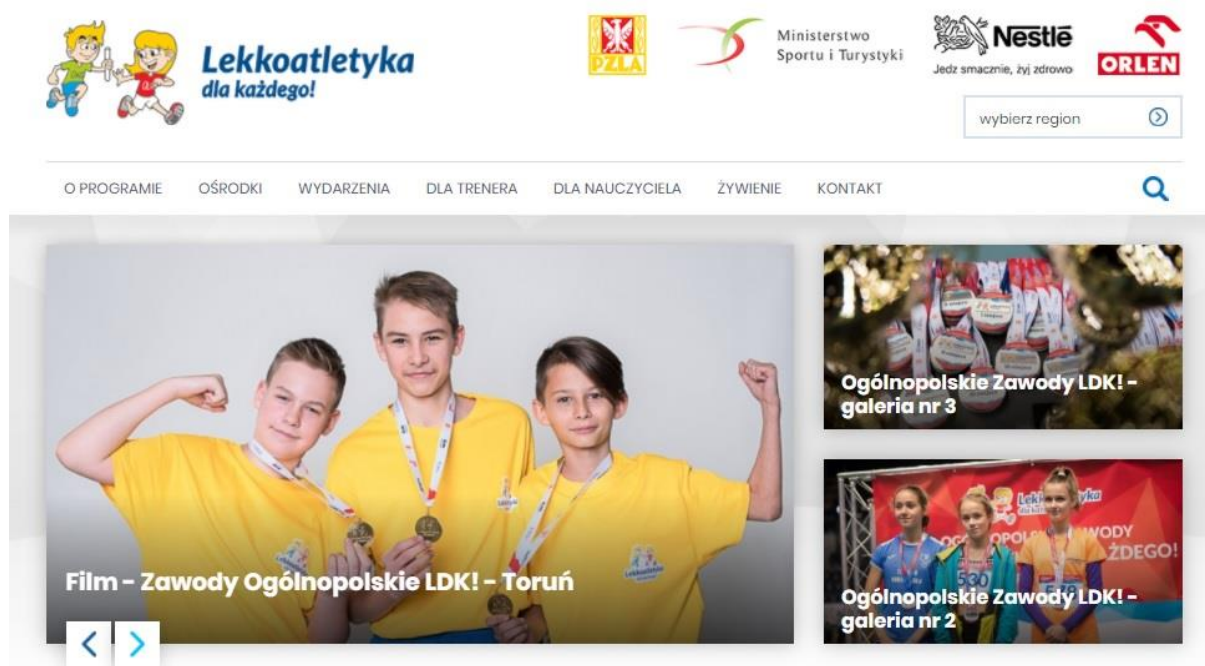 Lekkoatletyka
dla każdego!
PZLA
Ministerstwo
Sportu i Turystyki
Nestlé
Jedz smacznie, żyj zdrowo
ORLEN
wybierz region
O PROGRAMIE OŚRODKI WYDARZENIA DLA TRENERA DLA NAUCZYCIELA ŻYWIENIE KONTAKT
Film - Zawody Ogólnopolskie LDK! - Toruń
Ogólnopolskie Zawody LDK! -
galeria nr 3
530
Ogólnopolskie Zawody LDK! -
galeria nr 2